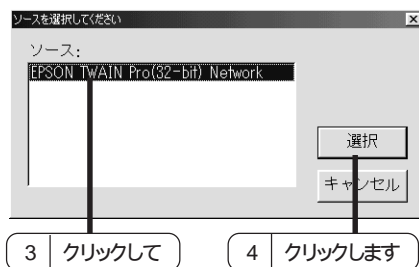 ソースを選択してください
ソース:
EPSON TWAIN Pro(32-bit) Network
選択
キャンセル
3 クリックして
4 クリックします